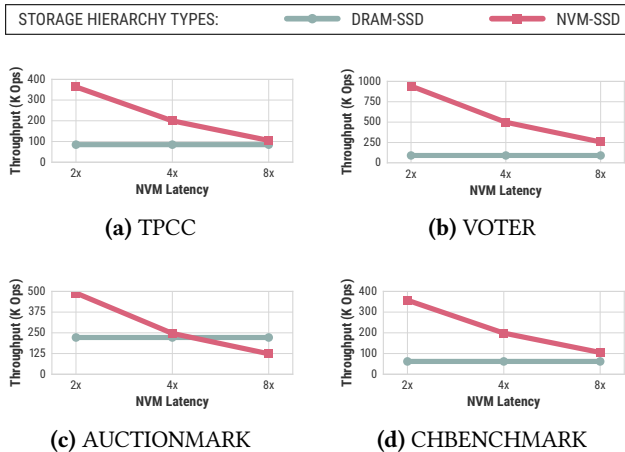 STORAGE HIERARCHY TYPES: DRAM-SSD NVM-SSD
Throughput (K Ops)
400
300
200
100
0
2x 4x 8x
NVM Latency
(a) TPCC
Throughput (K Ops)
1000
750
500
250
0
2x 4x 8x
NVM Latency
(b) VOTER
Throughput (K Ops)
500
375
250
125
0
2x 4x 8x
NVM Latency
(c) AUCTIONMARK
Throughput (K Ops)
400
300
200
100
0
2x 4x 8x
NVM Latency
(d) CHBENCHMARK